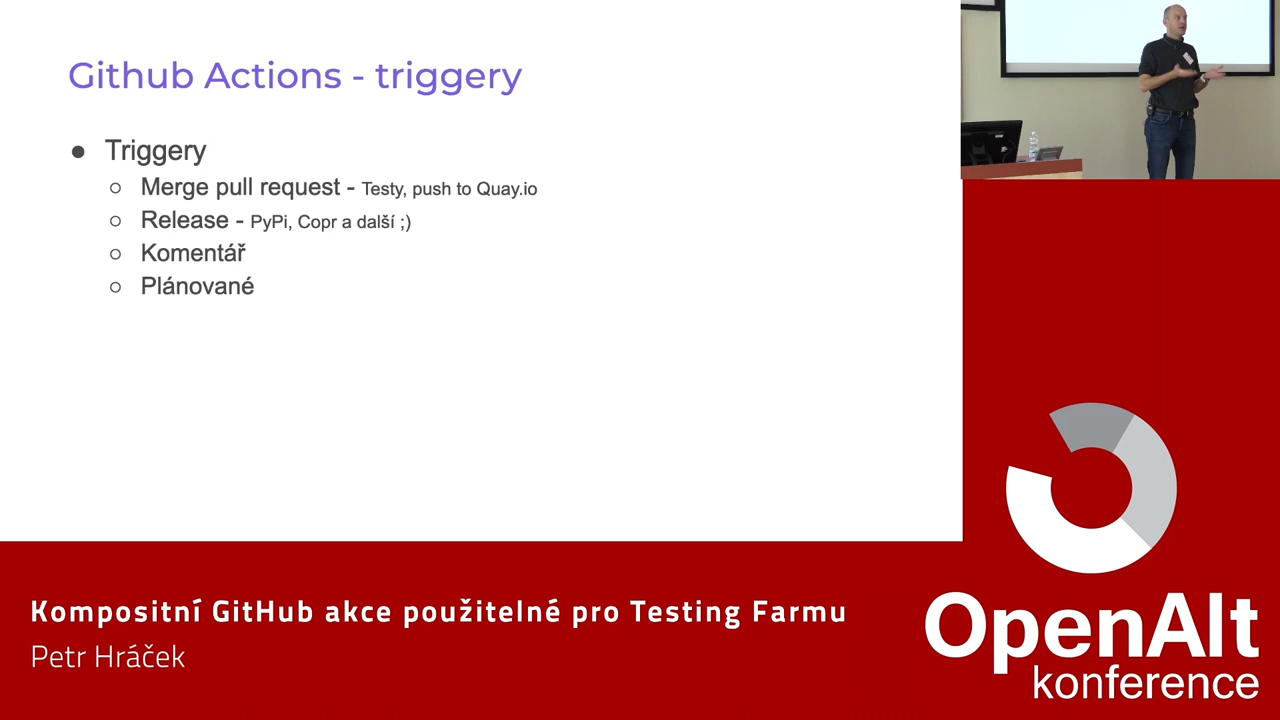 Github Actions - triggery
● Triggery
○ Merge pull request - Testy, push to Quay.io
○ Release - PyPi, Copr a další ;)
○ Komentář
○ Plánované
Kompositní GitHub akce použitelné pro Testing Farmu
Petr Hráček
OpenAlt
konference